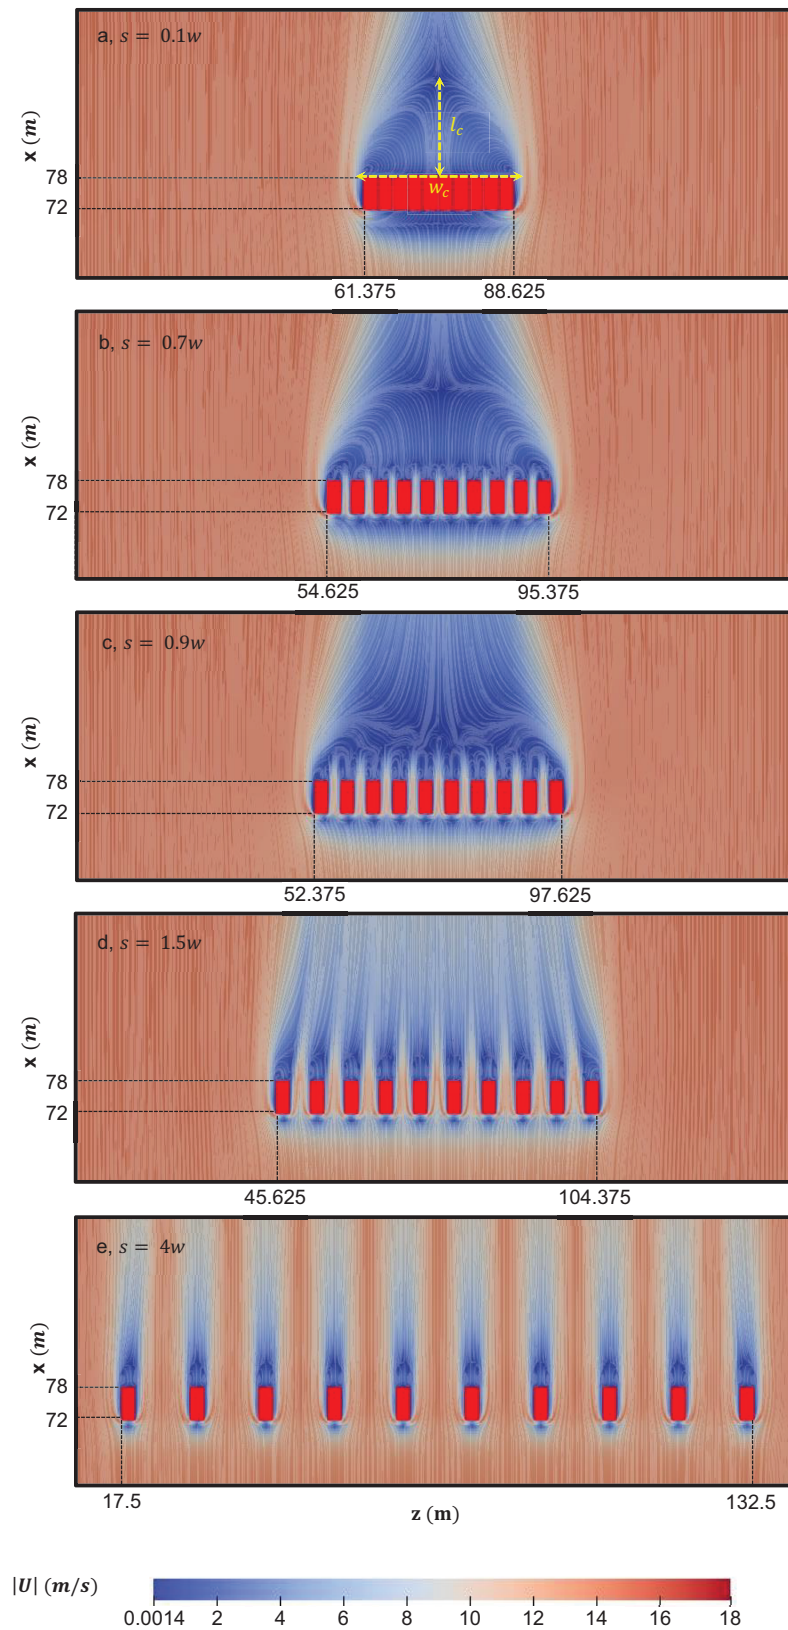 a, s = 0.1w
l_c
w_c
x (m)
78
72
61.375 88.625
b, s = 0.7w
x (m)
78
72
54.625 95.375
c, s = 0.9w
x (m)
78
72
52.375 97.625
d, s = 1.5w
x (m)
78
72
45.625 104.375
e, s = 4w
x (m)
78
72
17.5 132.5
z (m)
|U| (m/s)
0.0014 2 4 6 8 10 12 14 16 18